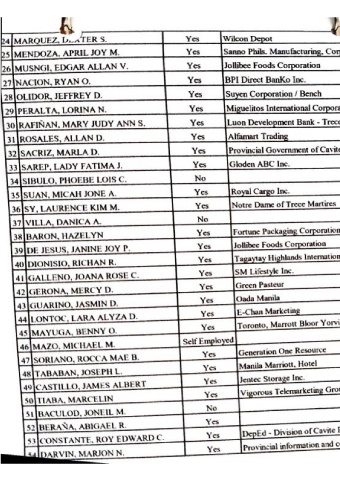 24 MARQUEZ, S. Yes Wilcon Depot
25 MENDOZA, APRIL JOY M. Yes Sanno Phils. Manufacturing, Cor
26 MUSNGI, EDGAR ALLAN V. Yes Jollibee Foods Corporation
27 NACION, RYAN O. Yes BPI Direct BanKo Inc.
28 OLIDOR, JEFFREY D. Yes Suyen Corporation / Bench
29 PERALTA, LORINA N. Yes Miguelitos International Corpora
30 RAFIÑAN, MARY JUDY ANN S. Yes Luon Development Bank - Trece
31 ROSALES, ALLAN D. Yes Alfamart Trading
32 SACRIZ, MARLA D. Yes Provincial Government of Cavite
33 SAREP, LADY FATIMA J. Yes Gloden ABC Inc.
34 SIBULO, PHOEBE LOIS C. No
35 SUAN, MICAH JONE A. Yes Royal Cargo Inc.
36 SY, LAURENCE KIM M. Yes Notre Dame of Trece Martires
37 VILLA, DANICA A. No
38 BARON, HAZELYN Yes Fortune Packaging Corporation
39 DE JESUS, JANINE JOY P. Yes Jollibee Foods Corporation
40 DIONISIO, RICHAN R. Yes Tagaytay Highlands Internation
41 GALLENO, JOANA ROSE C. Yes SM Lifestyle Inc.
42 GERONA, MERCY D. Yes Green Pasteur
43 GUARINO, JASMIN D. Yes Oada Manila
44 LONTOC, LARA ALYZA D. Yes E-Chan Marketing
45 MAYUGA, BENNY O. Yes Toronto, Marrott Bloor Yorvi
46 MAZO, MICHAEL M. Self Employed
47 SORIANO, ROCCA MAE B. Yes Generation One Resource
48 TABABAN, JOSEPH L. Yes Manila Marriott, Hotel
49 CASTILLO, JAMES ALBERT Yes Jentec Storage Inc.
50 TIABA, MARCELIN Yes Vigorous Telemarketing Grou
51 BACULOD, JONEIL M. No
52 BERAÑA, ABIGAEL R. Yes
53 CONSTANTE, ROY EDWARD C. Yes DepEd - Division of Cavite
54 DARVIN, MARJON N. Yes Provincial information and c